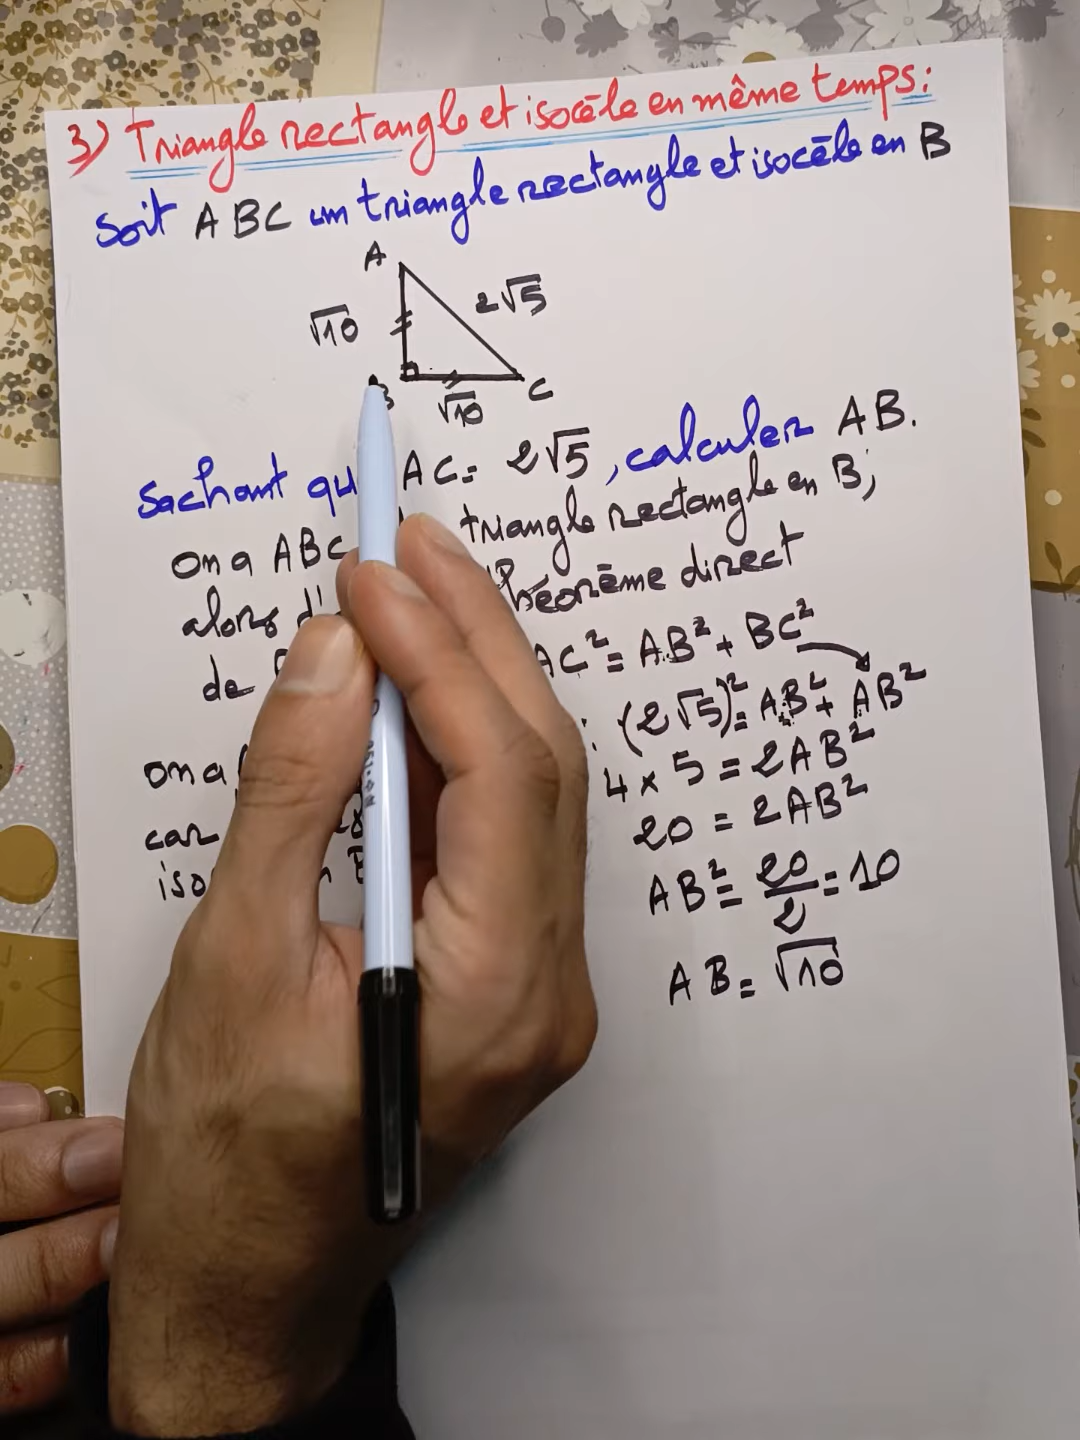 3) Triangle rectangle et isocèle en même temps:
Soit ABC un triangle rectangle et isocèle en B
A
√10
2√5
B
√10
C
Sachant qu AC = 2√5, calculer AB.
on a ABC triangle rectangle en B,
alors d' théorème direct
de AC² = AB² + BC²
: (2√5)² = AB² + AB²
on a 4 × 5 = 2AB²
car 20 = 2AB²
iso
AB² = 20/2 = 10
AB = √10